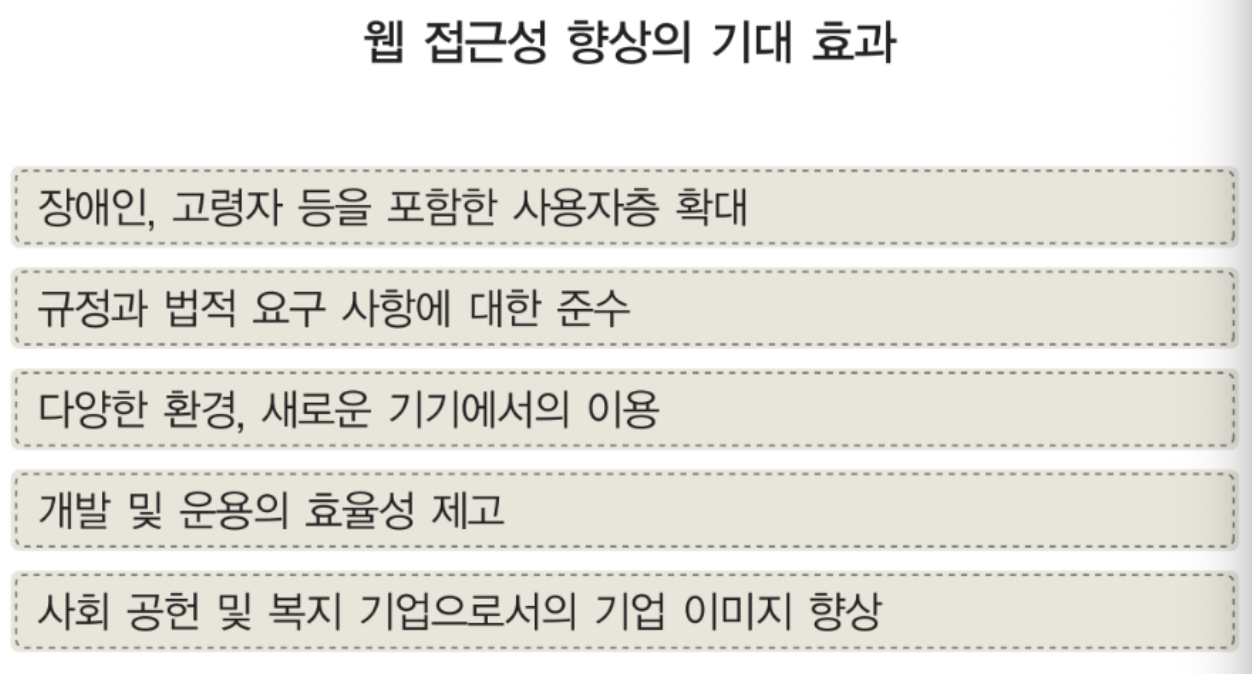 웹 접근성 향상의 기대 효과
장애인, 고령자 등을 포함한 사용자층 확대
규정과 법적 요구 사항에 대한 준수
다양한 환경, 새로운 기기에서의 이용
개발 및 운용의 효율성 제고
사회 공헌 및 복지 기업으로서의 기업 이미지 향상